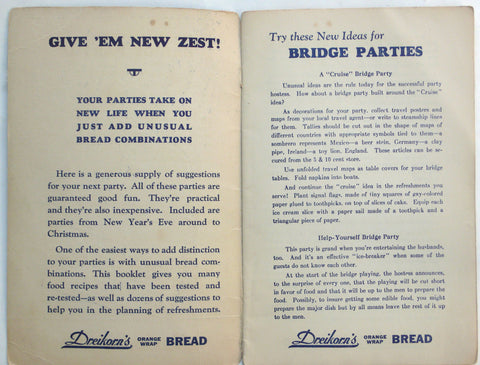 GIVE 'EM NEW ZEST!
YOUR PARTIES TAKE ON
NEW LIFE WHEN YOU
JUST ADD UNUSUAL
BREAD COMBINATIONS
Here is a generous supply of suggestions
for your next party. All of these parties are
guaranteed good fun. They're practical
and they're also inexpensive. Included are
parties from New Year's Eve around to
Christmas.
One of the easiest ways to add distinction
to your parties is with unusual bread com-
binations. This booklet gives you many
food recipes that have been tested and
re-tested—as well as dozens of suggestions to
help you in the planning of refreshments.
Dreikorn's ORANGE WRAP BREAD
Try these New Ideas for
BRIDGE PARTIES
A "Cruise" Bridge Party
Unusual ideas are the rule today for the successful party
hostess. How about a bridge party built around the "Cruise"
idea?
As decorations for your party, collect travel posters and
maps from your local travel agent—or write to steamship lines
for them. Tallies should be cut out in the shape of maps of
different countries with appropriate symbols tied to them—a
sombrero represents Mexico—a beer stein, Germany—a clay
pipe, Ireland—a toy lion, England. These articles can be se-
cured from the 5 & 10 cent store.
Use unfolded travel maps as table covers for your bridge
tables. Fold napkins into boats.
And continue the "cruise" idea in the refreshments you
serve! Plant signal flags, made of tiny squares of gay-colored
paper glued to toothpicks, on top of slices of cake. Equip each
ice cream slice with a paper sail made of a toothpick and a
triangular piece of paper.
Help-Yourself Bridge Party
This party is grand when you're entertaining the husbands,
too. And it's an effective "ice-breaker" when some of the
guests do not know each other.
At the start of the bridge playing, the hostess announces,
to the surprise of every one, that the playing will be cut short
in favor of food and that it will be up to the men to prepare the
food. Possibly, to insure getting some edible food, you might
prepare the major dish but by all means leave the rest of it up
to the men.
Dreikorn's ORANGE WRAP BREAD